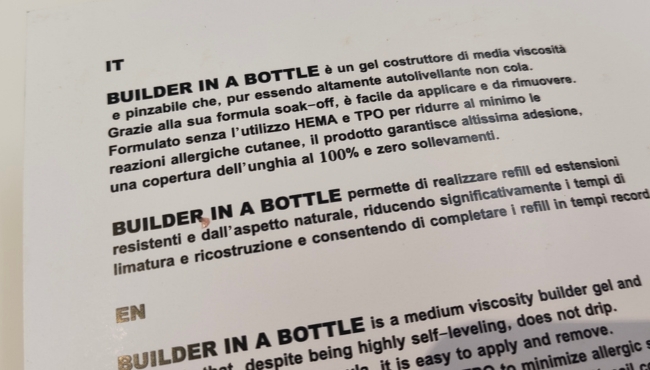 IT
BUILDER IN A BOTTLE è un gel costruttore di media viscosità
e pinzabile che, pur essendo altamente autolivellante non cola.
Grazie alla sua formula soak-off, è facile da applicare e da rimuovere.
Formulato senza l'utilizzo HEMA e TPO per ridurre al minimo le
reazioni allergiche cutanee, il prodotto garantisce altissima adesione,
una copertura dell'unghia al 100% e zero sollevamenti.
BUILDER IN A BOTTLE permette di realizzare refill ed estensioni
resistenti e dall'aspetto naturale, riducendo significativamente i tempi di
limatura e ricostruzione e consentendo di completare i refill in tempi record
EN
BUILDER IN A BOTTLE is a medium viscosity builder gel and
that, despite being highly self-leveling, does not drip.
it is easy to apply and remove.
to minimize allergic